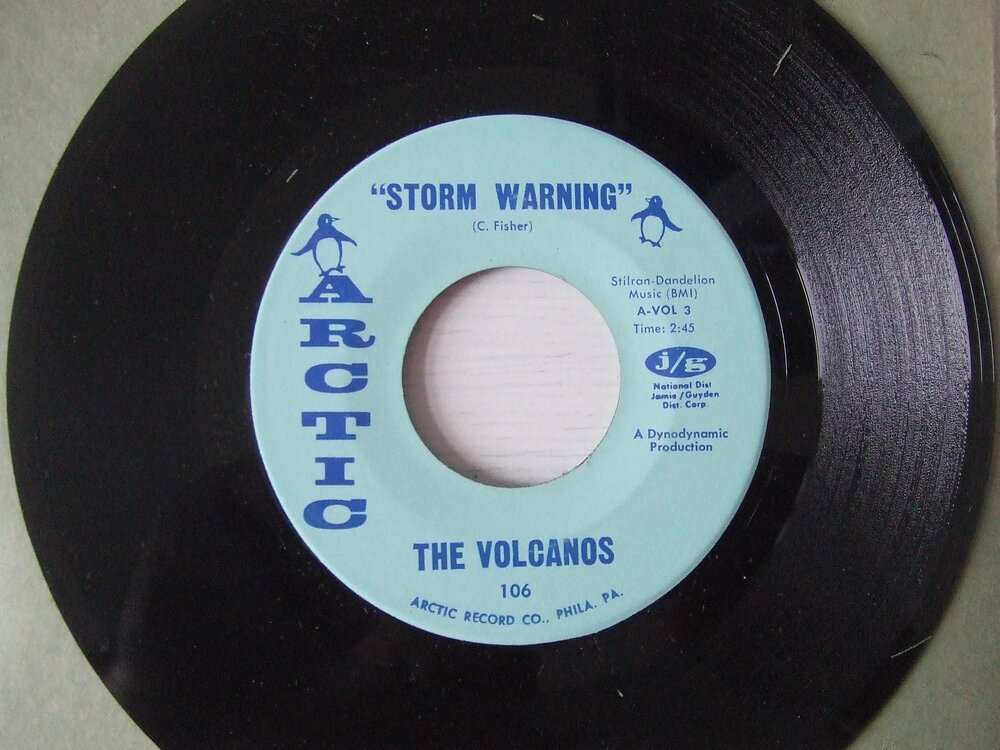 "STORM WARNING"
(C. Fisher)
ARCTIC
Stilran-Dandelion
Music (BMI)
A-VOL 3
Time: 2:45
j/g
National Dist
Jamie/Guyden
Dist. Corp.
A Dynodynamic
Production
THE VOLCANOS
106
ARCTIC RECORD CO., PHILA. PA.